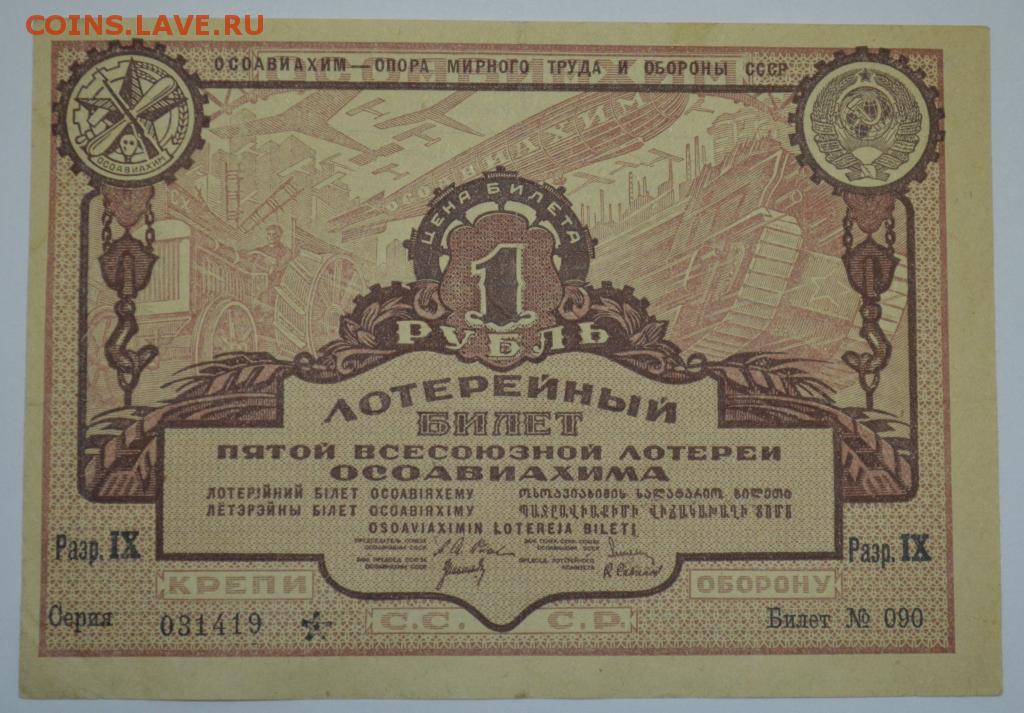 COINS.LAVE.RU
ОСОАВИАХИМ—ОПОРА МИРНОГО ТРУДА И ОБОРОНЫ СССР
ОСОАВИАХИМ
ОСОАВИАХИМ
ЦЕНА БИЛЕТА
1
РУБЛЬ
ЛОТЕРЕЙНЫЙ
БИЛЕТ
ПЯТОЙ ВСЕСОЮЗНОЙ ЛОТЕРЕИ
ОСОАВИАХИМА
ЛОТЕРІЙНИЙ БІЛЕТ ОСОАВІЯХЕМУ
ЛЁТЭРЭЙНЫ БІЛЕТ ОСОАВІЯХІМУ
OSOAVIAXIMIN LOTEREJA BILETI
Разр. IX
Разр. IX
КРЕПИ ОБОРОНУ
С.С. С.Р.
Серия 031419
Билет № 090